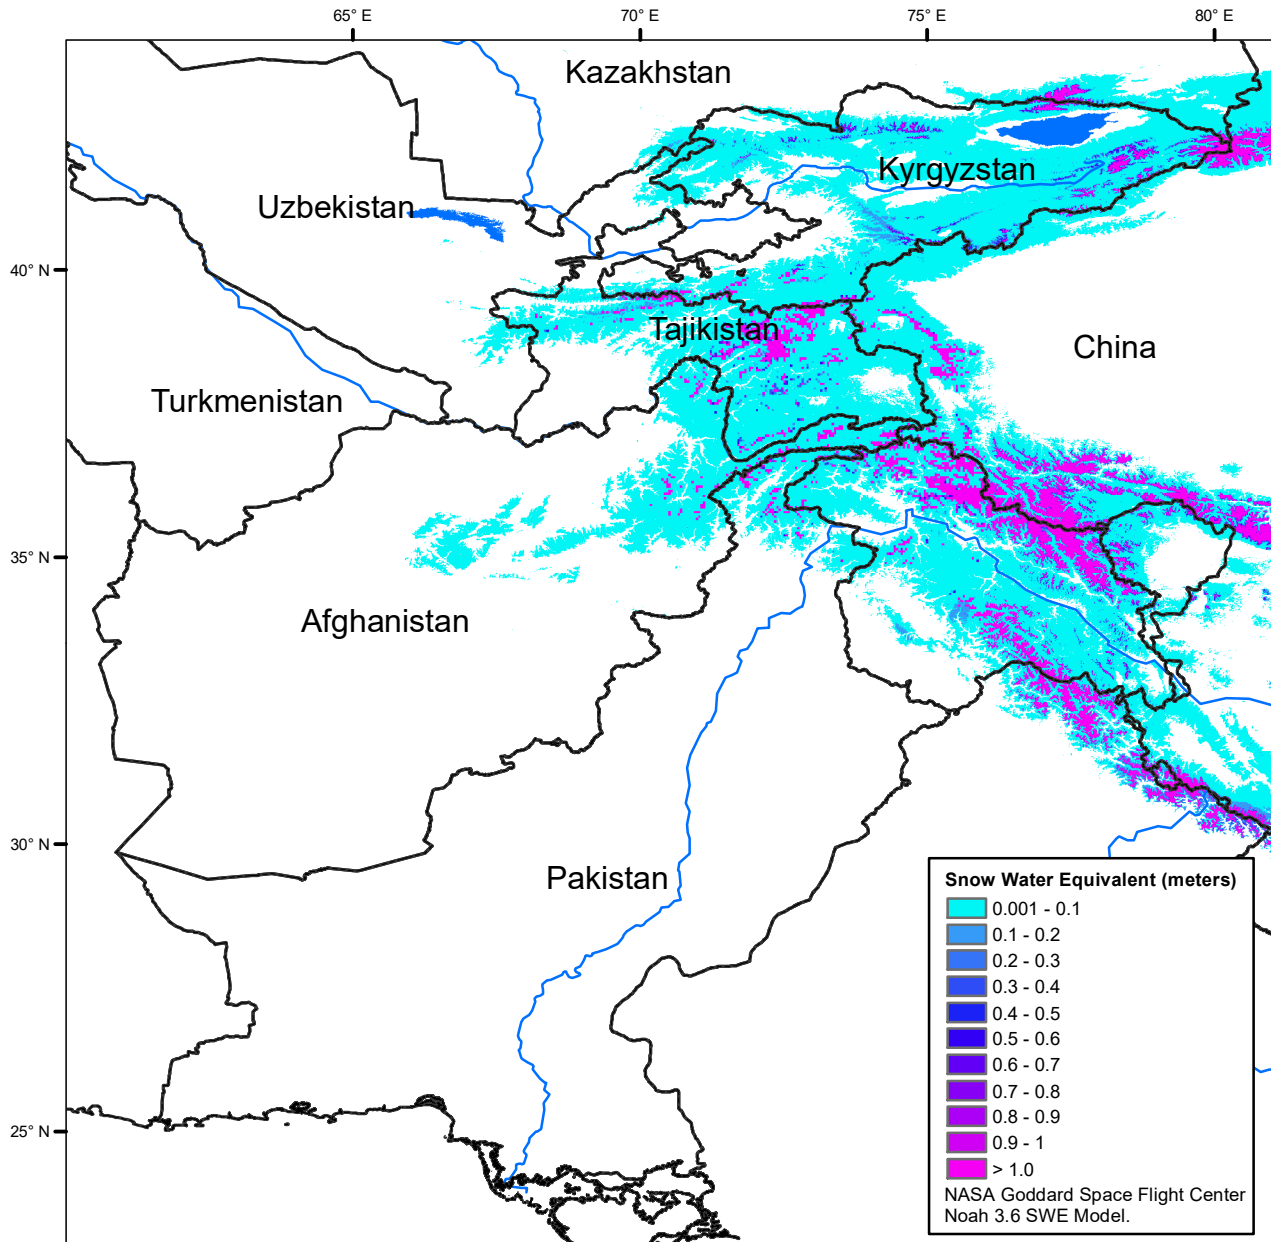 65° E
70° E
75° E
80° E
Kazakhstan
Kyrgyzstan
Uzbekistan
40° N
Tajikistan
China
Turkmenistan
35° N
Afghanistan
30° N
Pakistan
25° N
Snow Water Equivalent (meters)
0.001 - 0.1
0.1 - 0.2
0.2 - 0.3
0.3 - 0.4
0.4 - 0.5
0.5 - 0.6
0.6 - 0.7
0.7 - 0.8
0.8 - 0.9
0.9 - 1
> 1.0
NASA Goddard Space Flight Center
Noah 3.6 SWE Model.